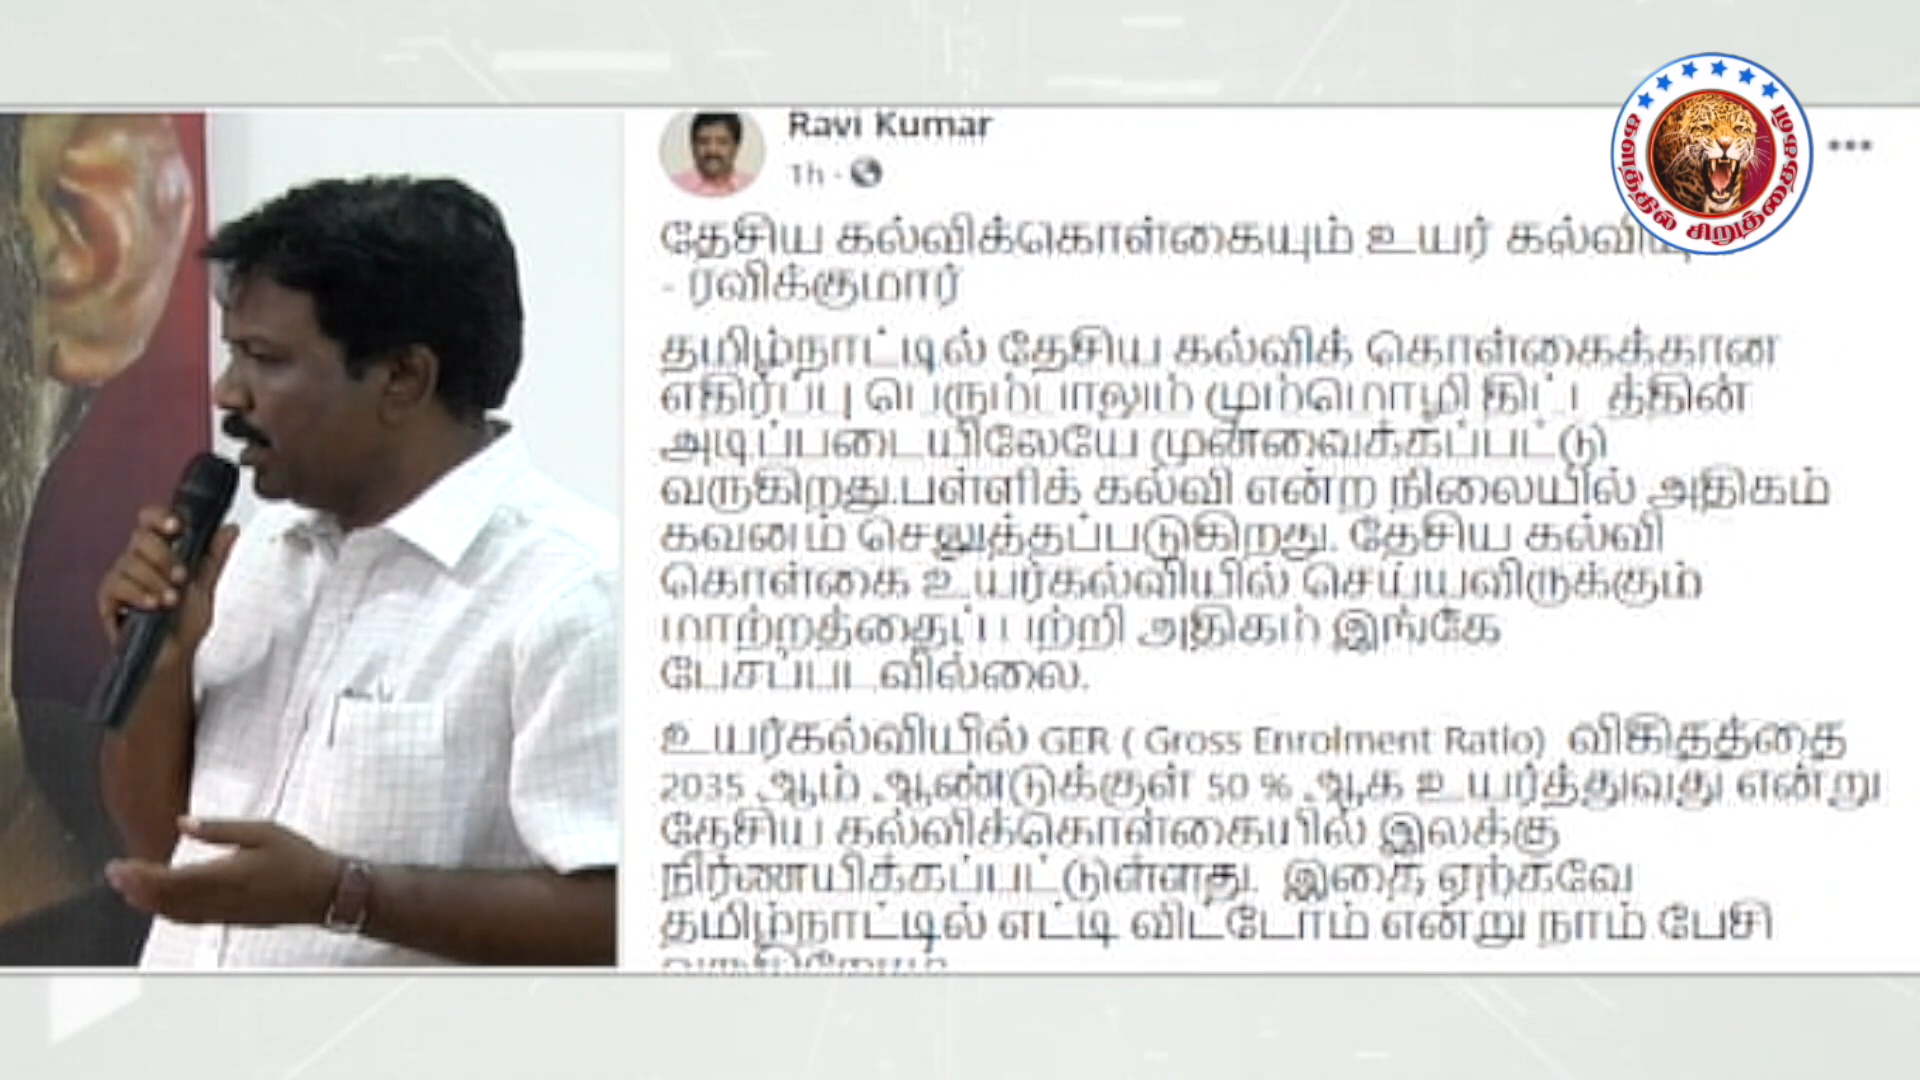 களத்தில் சிறுத்தைகள்
Ravi Kumar
1h
தேசிய கல்விக்கொள்கையும் உயர்
- ரவிக்குமார்
தமிழ்நாட்டில் தேசிய கல்விக் கொள்கைக்கான
எதிர்ப்பு பெரும்பாலும் மும்மொழி திட்டத்தின்
அடிப்படையிலேயே முன்வைக்கப்பட்டு
வருகிறது.பள்ளிக் கல்வி என்ற நிலையில் அதிகம்
கவனம் செலுத்தப்படுகிறது. தேசிய கல்வி
கொள்கை உயர்கல்வியில் செய்யவிருக்கும்
மாற்றத்தைப் பற்றி அதிகம் இங்கே
பேசப்படவில்லை.
உயர்கல்வியில் GER ( Gross Enrolment Ratio) விகிதத்தை
2035 ஆம் ஆண்டுக்குள் 50 % ஆக உயர்த்துவது என்று
தேசிய கல்விக்கொள்கையில் இலக்கு
நிர்ணயிக்கப்பட்டுள்ளது. இதை ஏற்கவே
தமிழ்நாட்டில் எட்டி விட்டோம் என்று நாம் பேசி